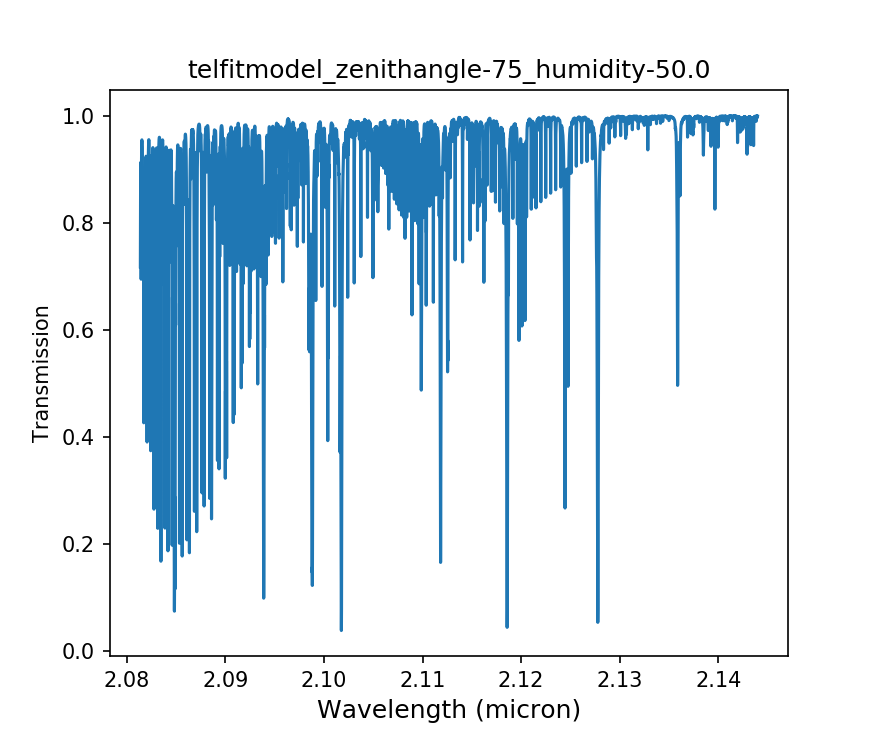 telfitmodel_zenithangle-75_humidity-50.0
1.0
0.8
0.6
0.4
0.2
0.0
Transmission
2.08 2.09 2.10 2.11 2.12 2.13 2.14
Wavelength (micron)